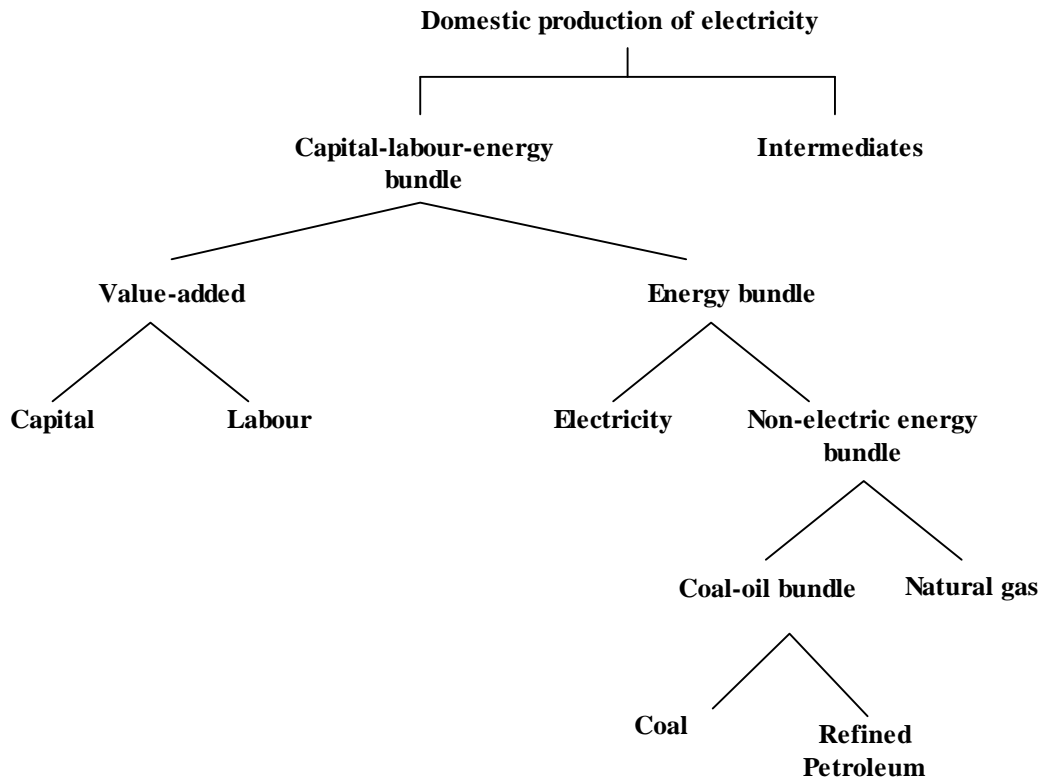 Domestic production of electricity
Capital-labour-energy
bundle
Intermediates
Value-added
Energy bundle
Capital
Labour
Electricity
Non-electric energy
bundle
Coal-oil bundle
Natural gas
Coal
Refined
Petroleum